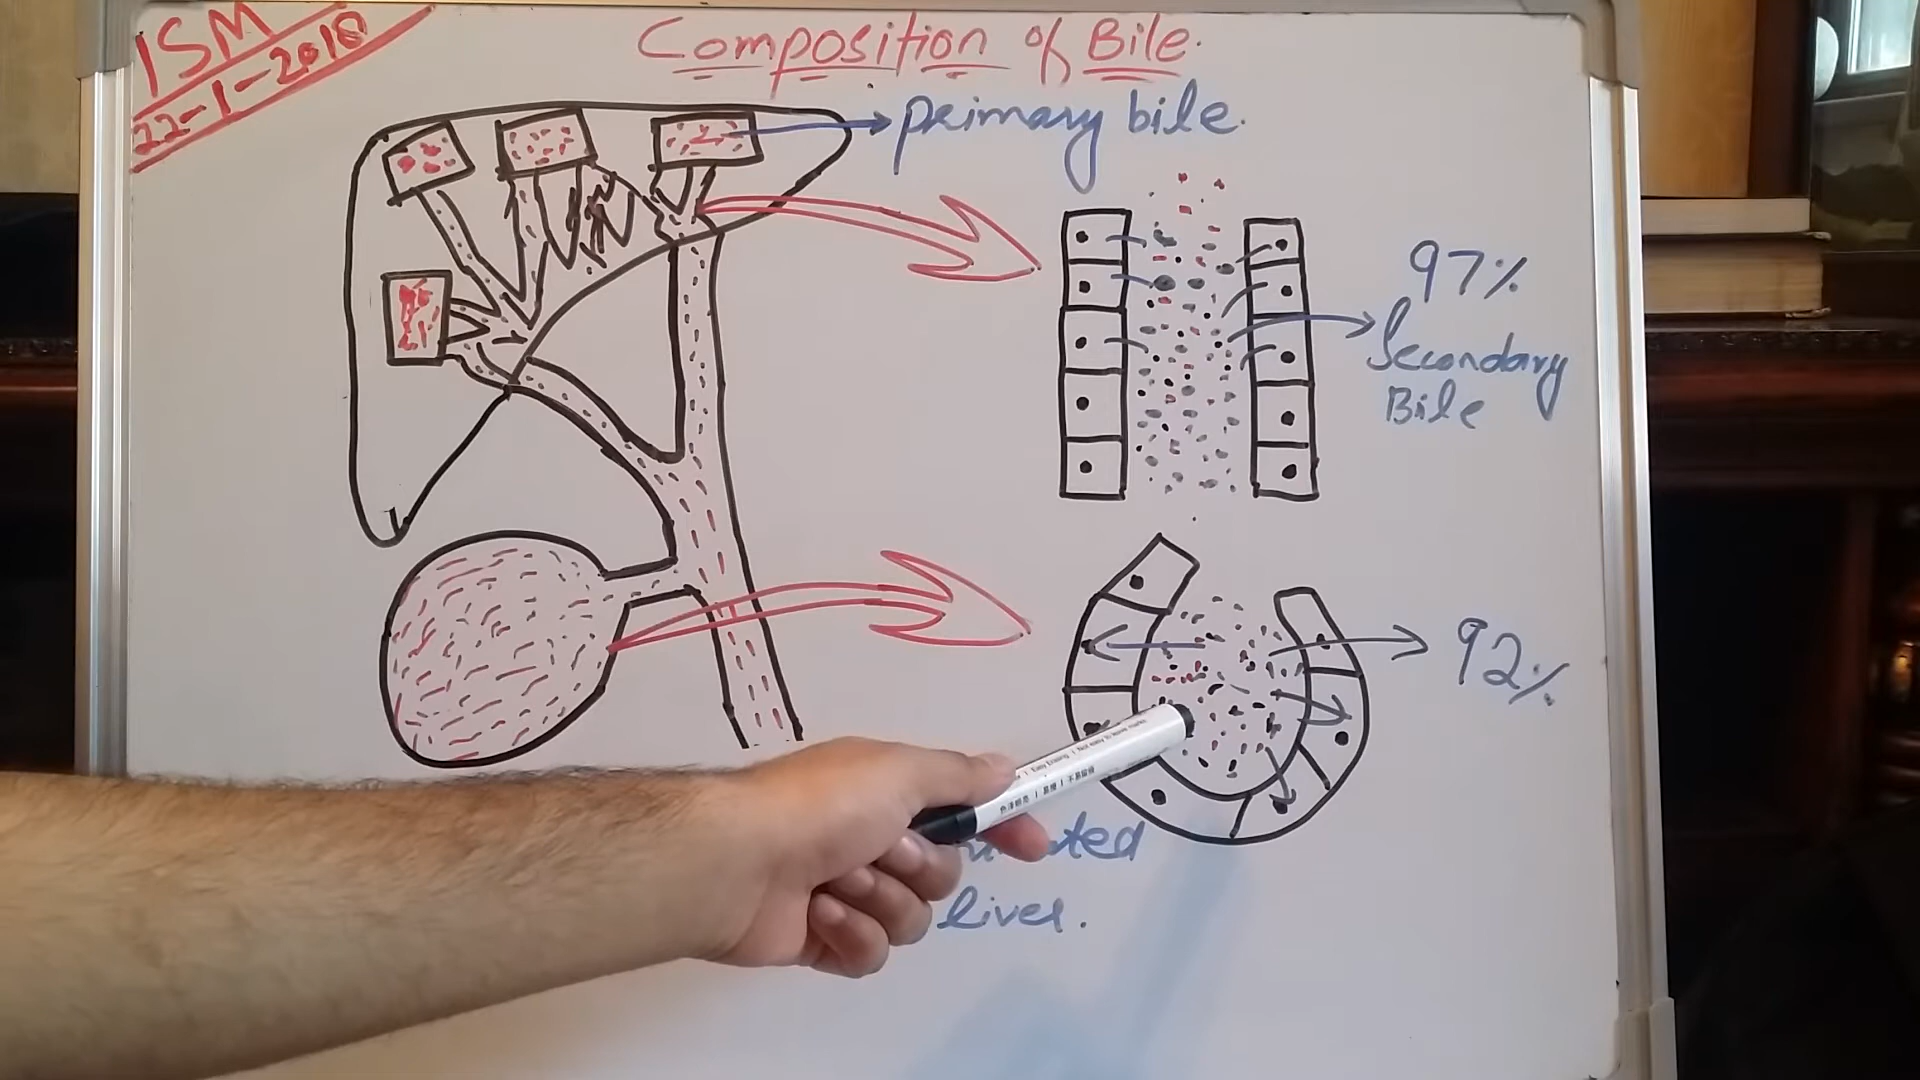 ISM
22-1-2018
Composition of Bile.
primary bile.
97%
Secondary
Bile
92%
liver.